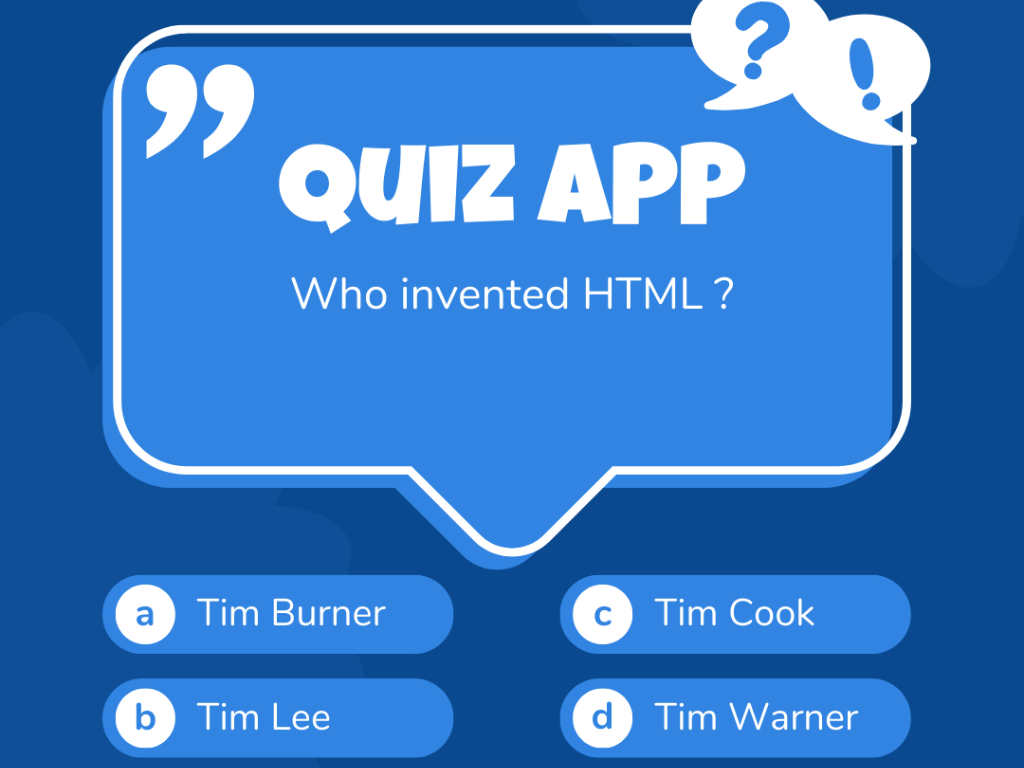 QUIZ APP
Who invented HTML ?
a Tim Burner
b Tim Lee
c Tim Cook
d Tim Warner